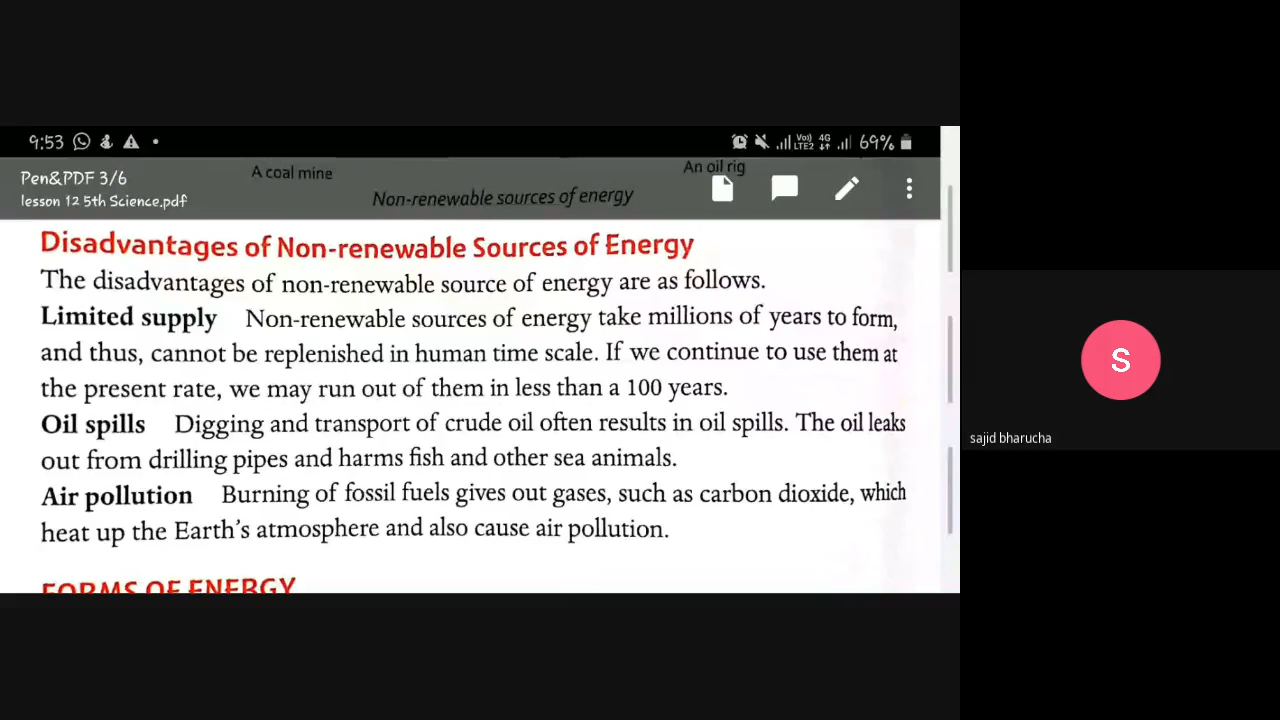 9:53 Vo) LTE2 4G 69%
A coal mine An oil rig
Pen&PDF 3/6
Non-renewable sources of energy
lesson 12 5th Science.pdf
Disadvantages of Non-renewable Sources of Energy
The disadvantages of non-renewable source of energy are as follows.
Limited supply Non-renewable sources of energy take millions of years to form,
and thus, cannot be replenished in human time scale. If we continue to use them at
the present rate, we may run out of them in less than a 100 years.
Oil spills Digging and transport of crude oil often results in oil spills. The oil leaks
out from drilling pipes and harms fish and other sea animals.
Air pollution Burning of fossil fuels gives out gases, such as carbon dioxide, which
heat up the Earth's atmosphere and also cause air pollution.
FORMS OF ENERGY
S
sajid bharucha